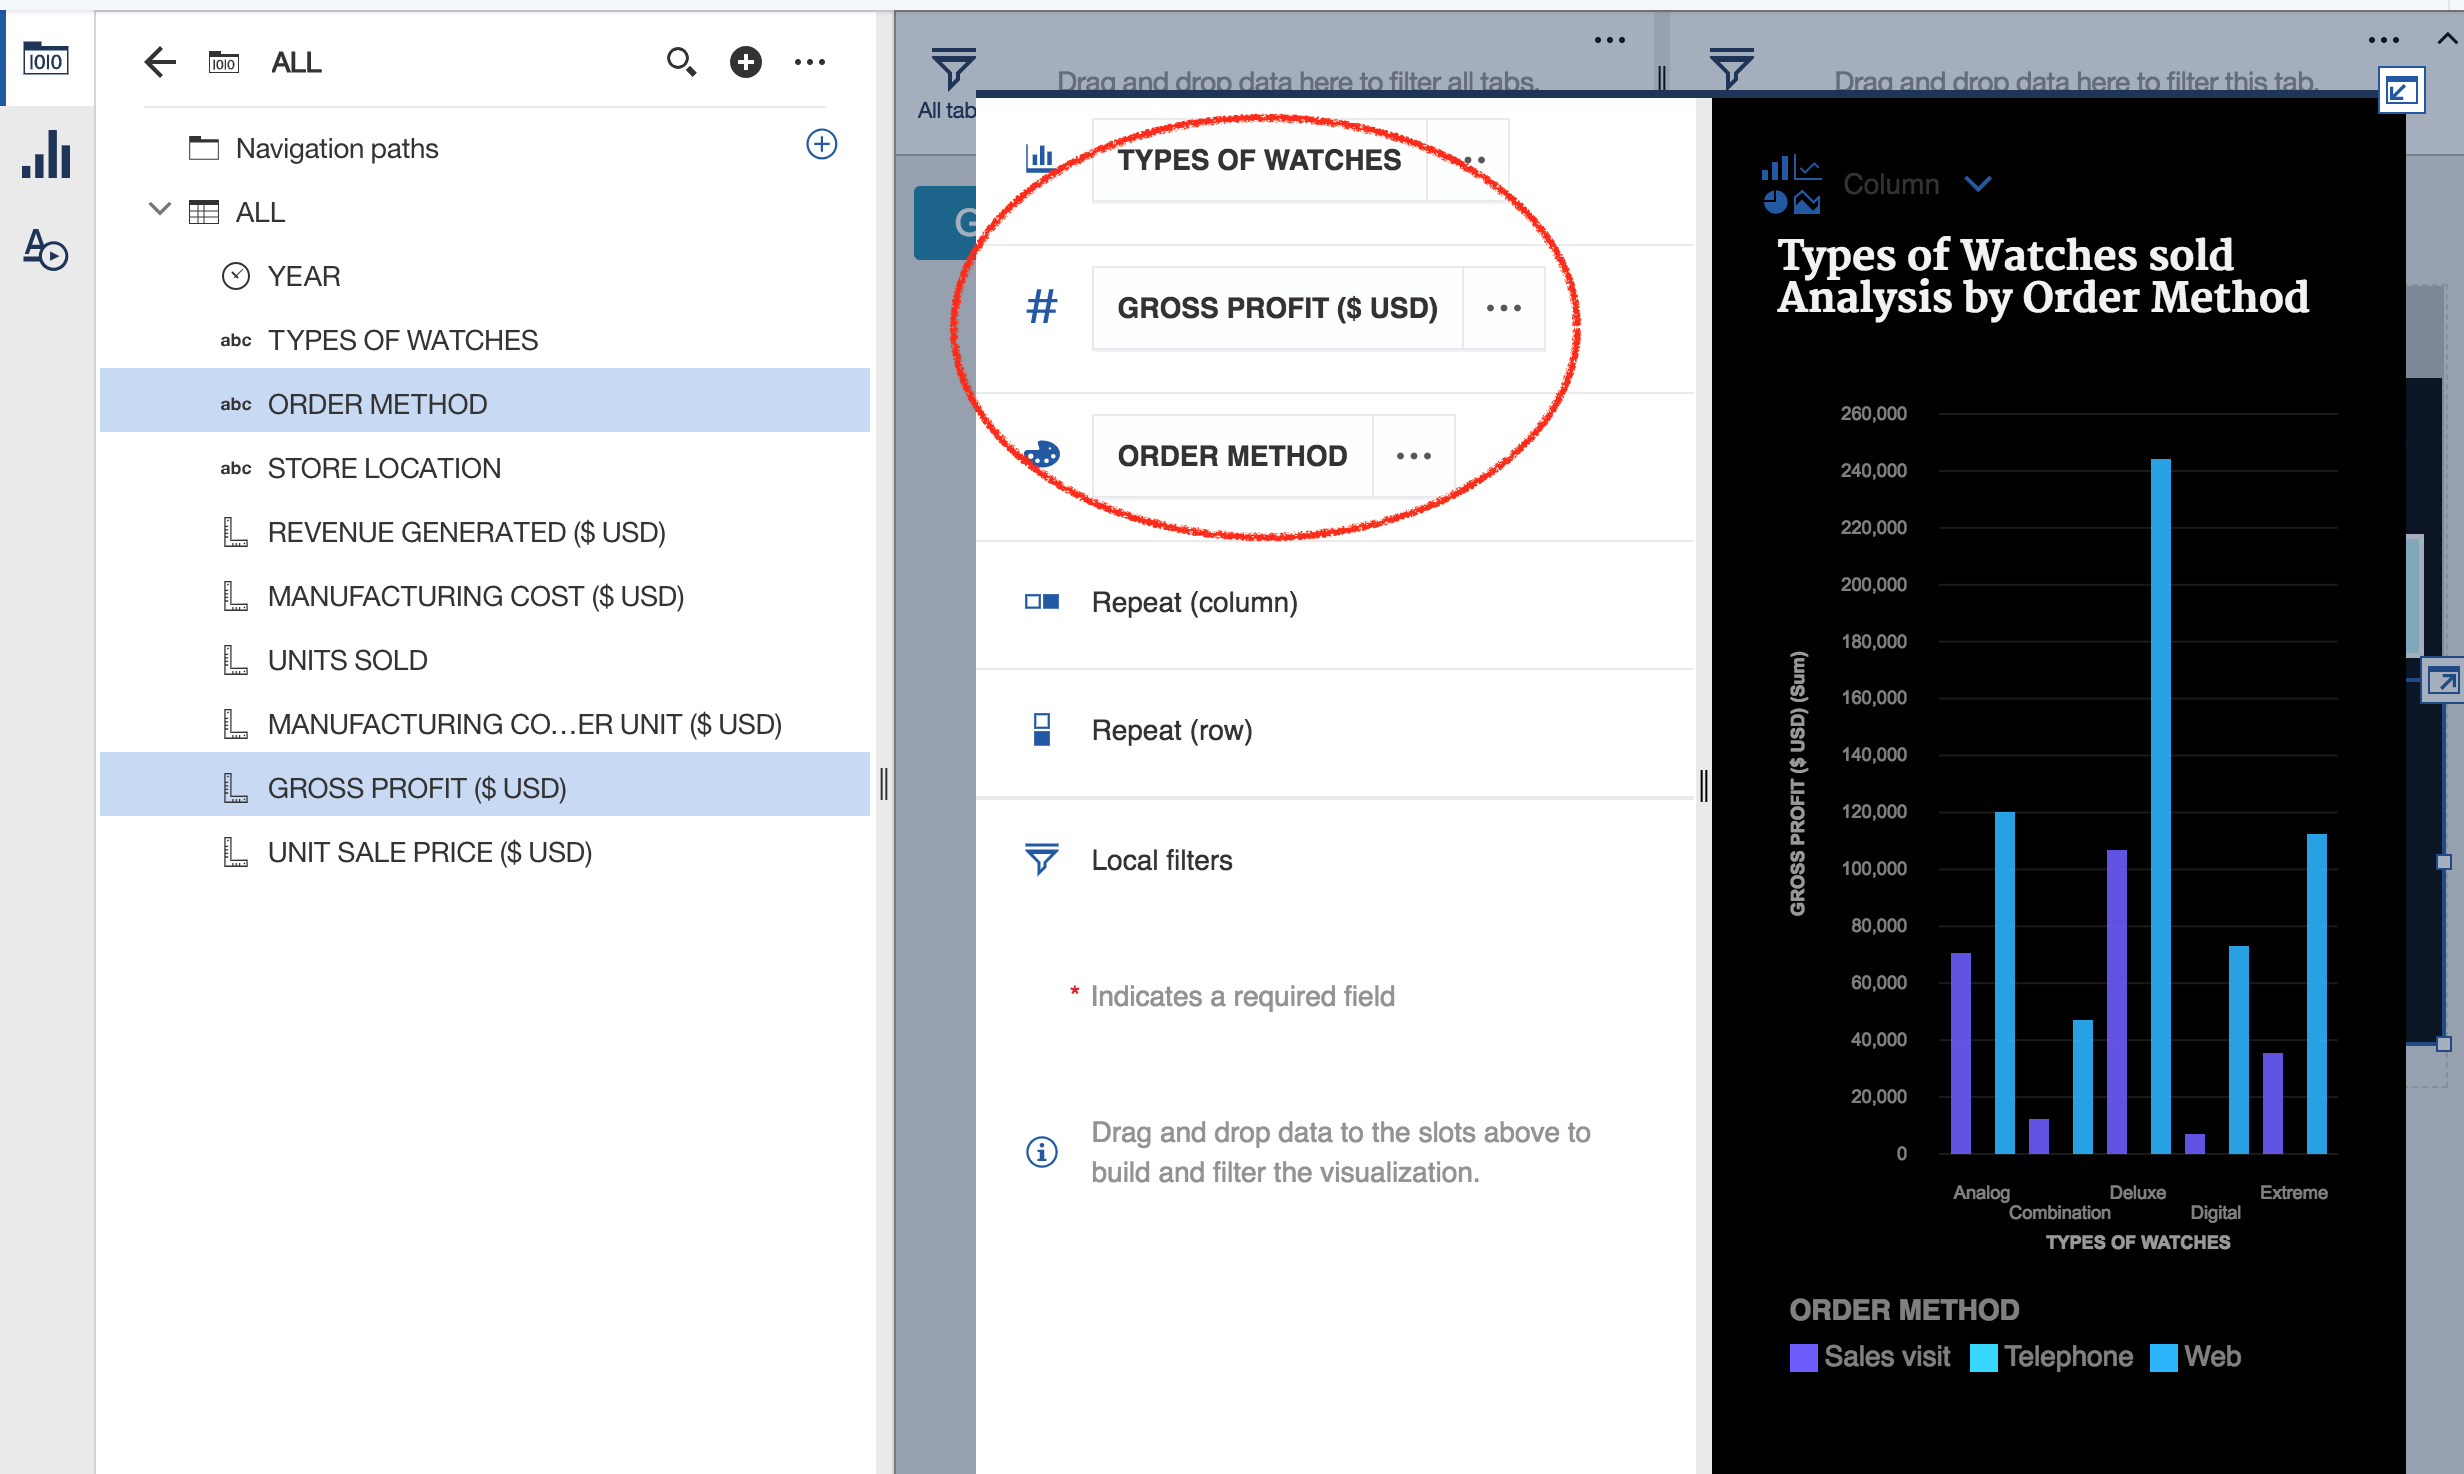 ALL
Navigation paths
ALL
YEAR
abc TYPES OF WATCHES
abc ORDER METHOD
abc STORE LOCATION
REVENUE GENERATED ($ USD)
MANUFACTURING COST ($ USD)
UNITS SOLD
MANUFACTURING CO...ER UNIT ($ USD)
GROSS PROFIT ($ USD)
UNIT SALE PRICE ($ USD)
Drag and drop data here to filter all tabs.
All tab
Drag and drop data here to filter this tab.
G
TYPES OF WATCHES
# GROSS PROFIT ($ USD)
ORDER METHOD
Repeat (column)
Repeat (row)
Local filters
* Indicates a required field
Drag and drop data to the slots above to
build and filter the visualization.
Column
Types of Watches sold
Analysis by Order Method
GROSS PROFIT ($ USD) (Sum)
260,000
240,000
220,000
200,000
180,000
160,000
140,000
120,000
100,000
80,000
60,000
40,000
20,000
0
Analog
Combination
Deluxe
Digital
Extreme
TYPES OF WATCHES
ORDER METHOD
Sales visit Telephone Web